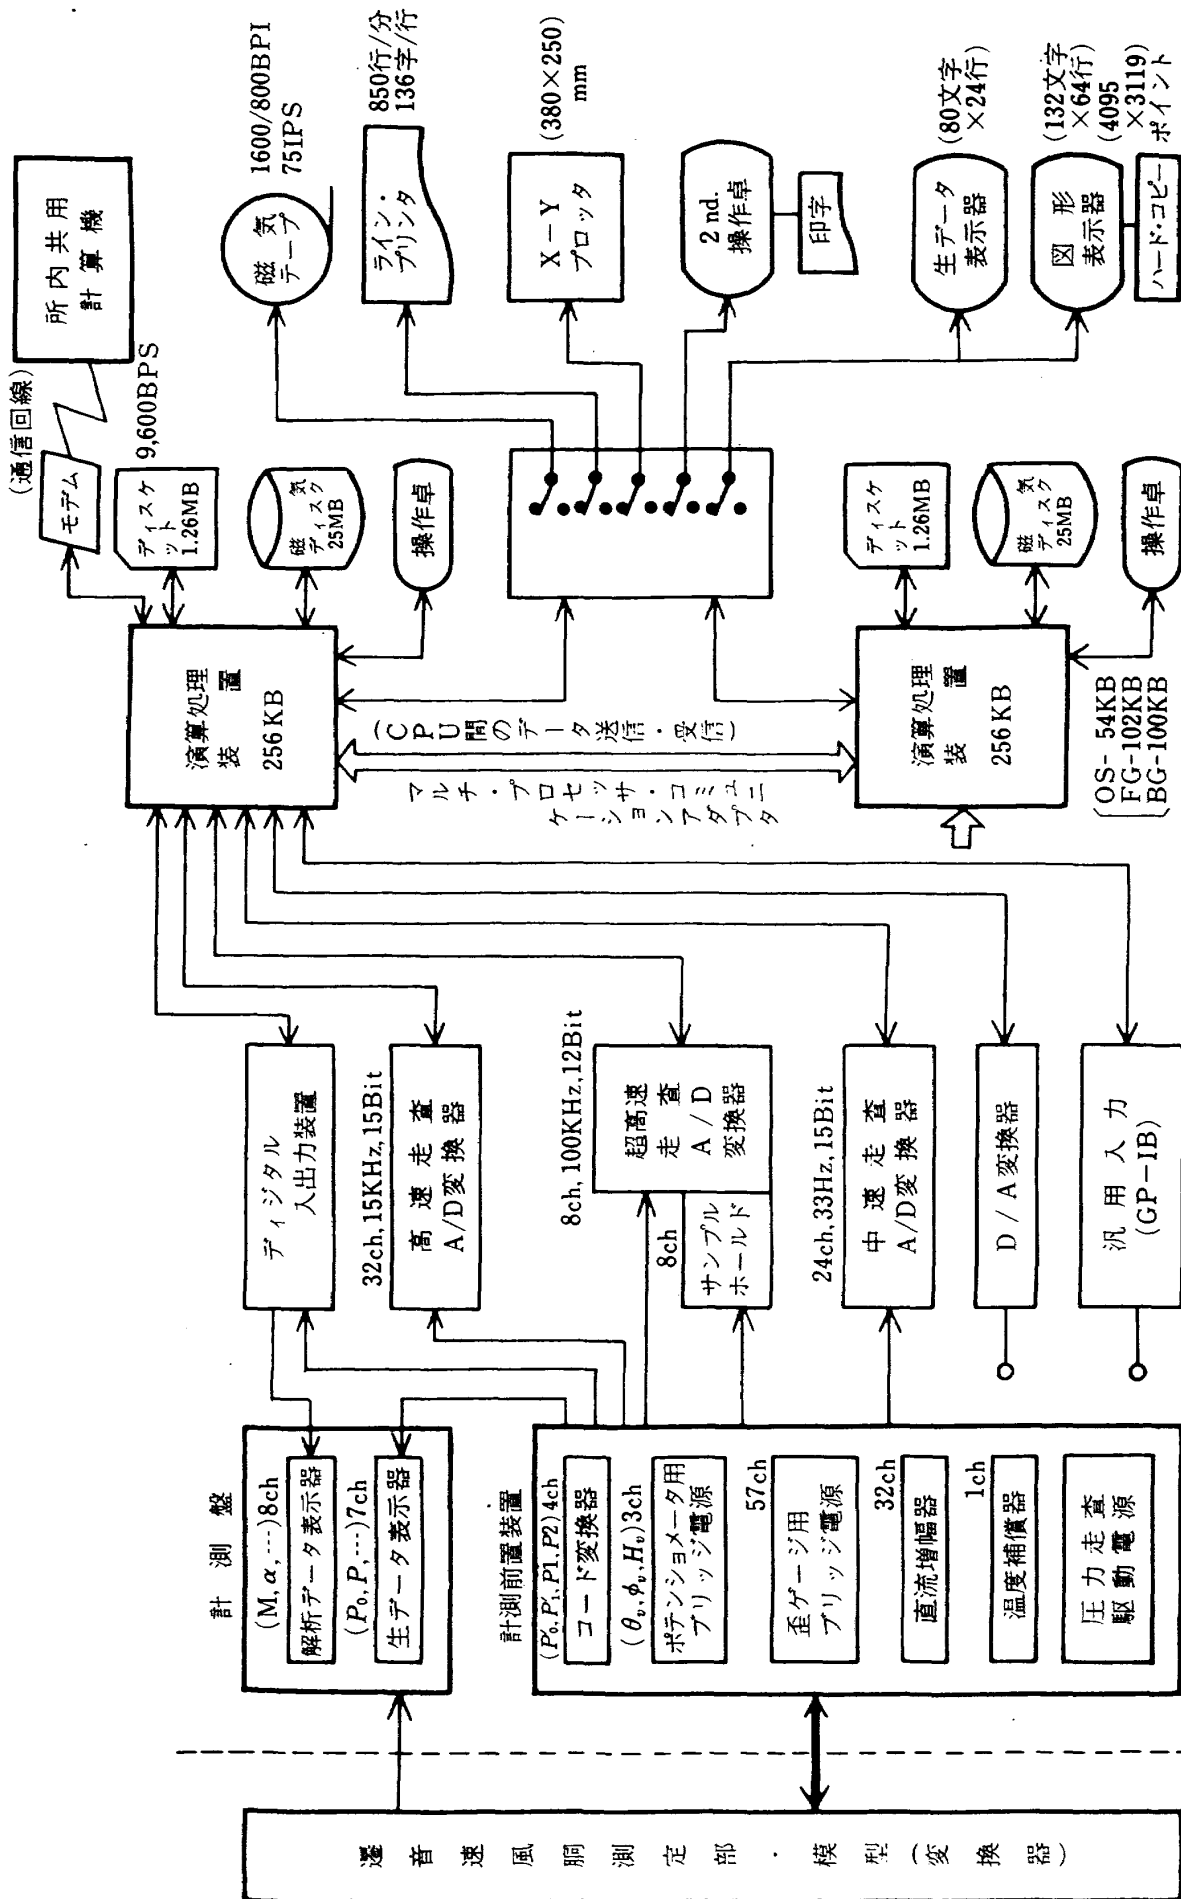 遷音速風胴測定部・模型(変換器)
計測盤
(M, α, ---)8ch
解析データ表示器
(P₀, P, ---)7ch
生データ表示器
計測前置装置
(P₀', P₁', P1, P2)4ch
コード変換器
(θᵥ, φᵥ, Hᵥ)3ch
ポテンショメータ用
ブリッジ電源
57ch
歪ゲージ用
ブリッジ電源
32ch
直流増幅器
1ch
温度補償器
圧力走査
駆動電源
ディジタル
入出力装置
32ch, 15KHz, 15Bit
高速走査
A/D変換器
8ch, 100KHz, 12Bit
超高速
走査
A/D
変換器
8ch
サンプル
ホールド
24ch, 33Hz, 15Bit
中速走査
A/D変換器
D/A変換器
汎用入力
(GP-IB)
演算処理
装置
256KB
(CPU間のデータ送信・受信)
マルチ・プロセッサ・コミュニ
ケーションアダプタ
演算処理
装置
256KB
OS- 54KB
FG-102KB
BG-100KB
(通信回線)
モデム
9,600BPS
所内共用
計算機
ディスケ
ット
1.26MB
磁気
ディスク
25MB
操作卓
ディスケ
ット
1.26MB
磁気
ディスク
25MB
操作卓
磁気
テープ
1600/800BPI
75IPS
ライン・
プリンタ
850行/分
136字/行
X-Y
プロッタ
(380×250)
mm
2nd.
操作卓
印字
生データ
表示器
(80文字
×24行)
図形
表示器
(132文字
×64行)
(4095
×3119)
ポイント
ハード・コピー